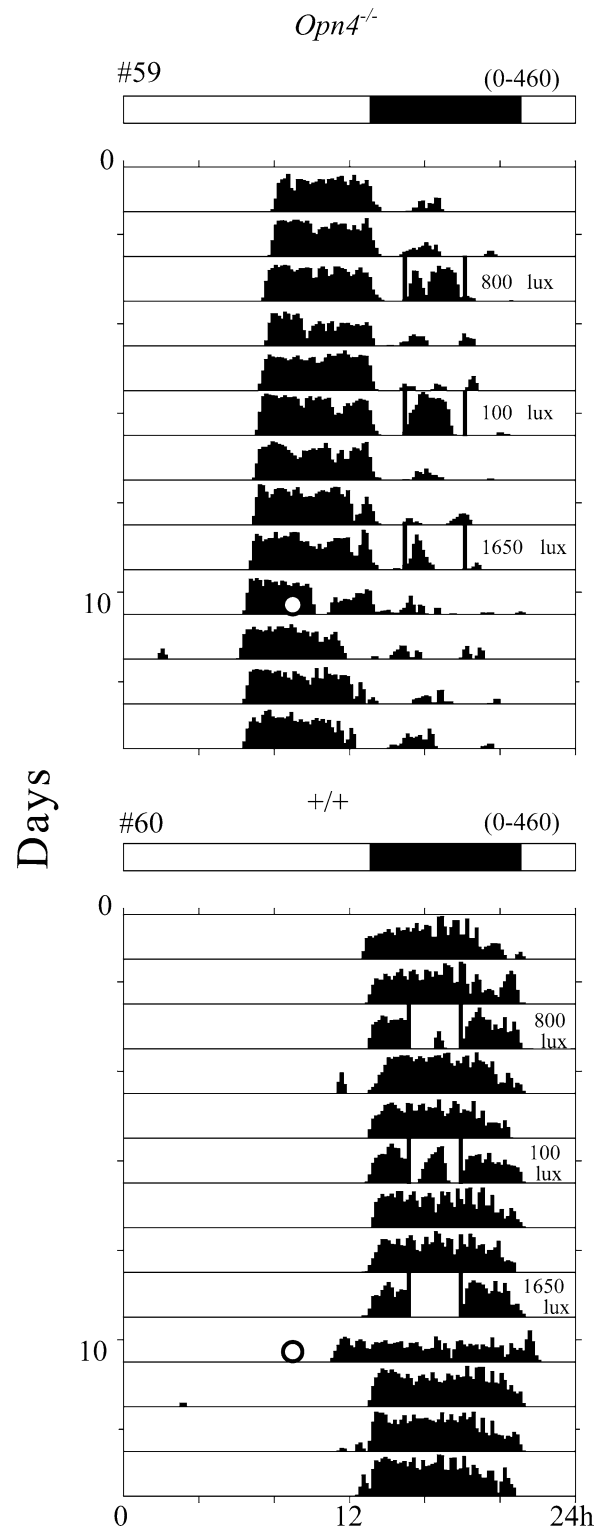 Opn4-/-
#59 (0-460)
0
800 lux
100 lux
1650 lux
10
Days
+/+
#60 (0-460)
0
800
lux
100
lux
1650
lux
10
0 12 24h